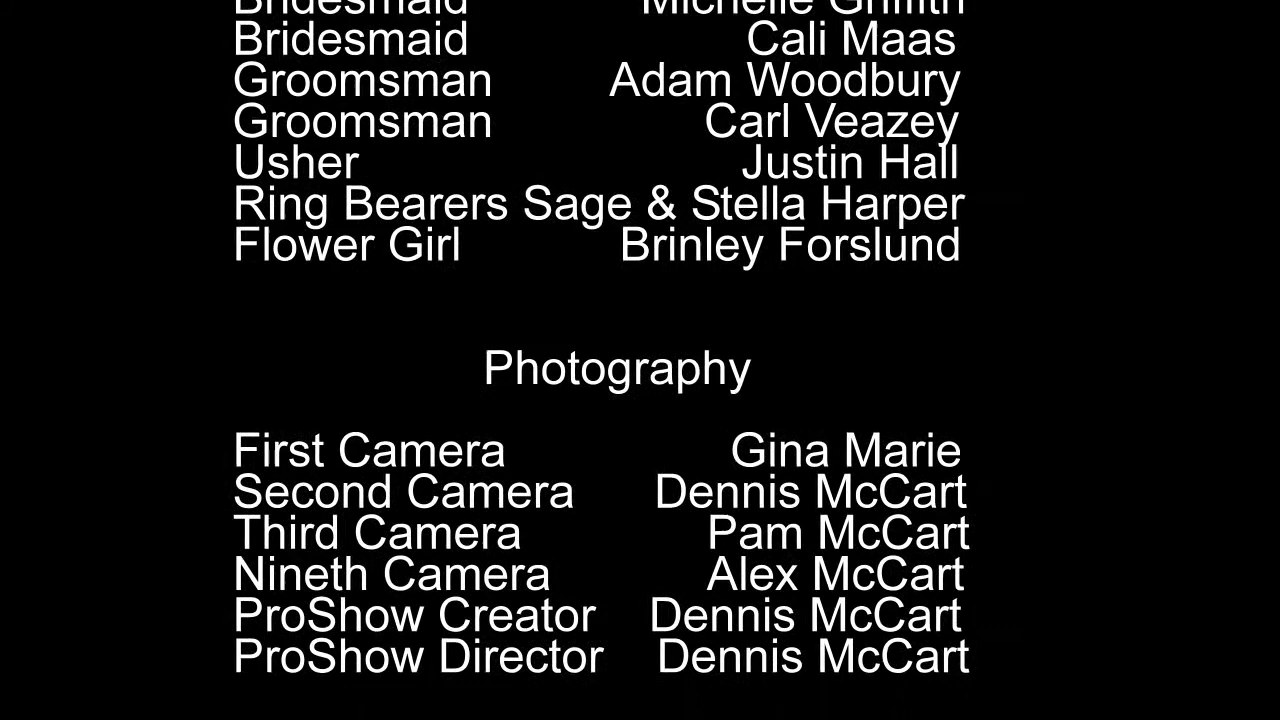 Bridesmaid Michelle Griffith
Bridesmaid Cali Maas
Groomsman Adam Woodbury
Groomsman Carl Veazey
Usher Justin Hall
Ring Bearers Sage & Stella Harper
Flower Girl Brinley Forslund
Photography
First Camera Gina Marie
Second Camera Dennis McCart
Third Camera Pam McCart
Nineth Camera Alex McCart
ProShow Creator Dennis McCart
ProShow Director Dennis McCart